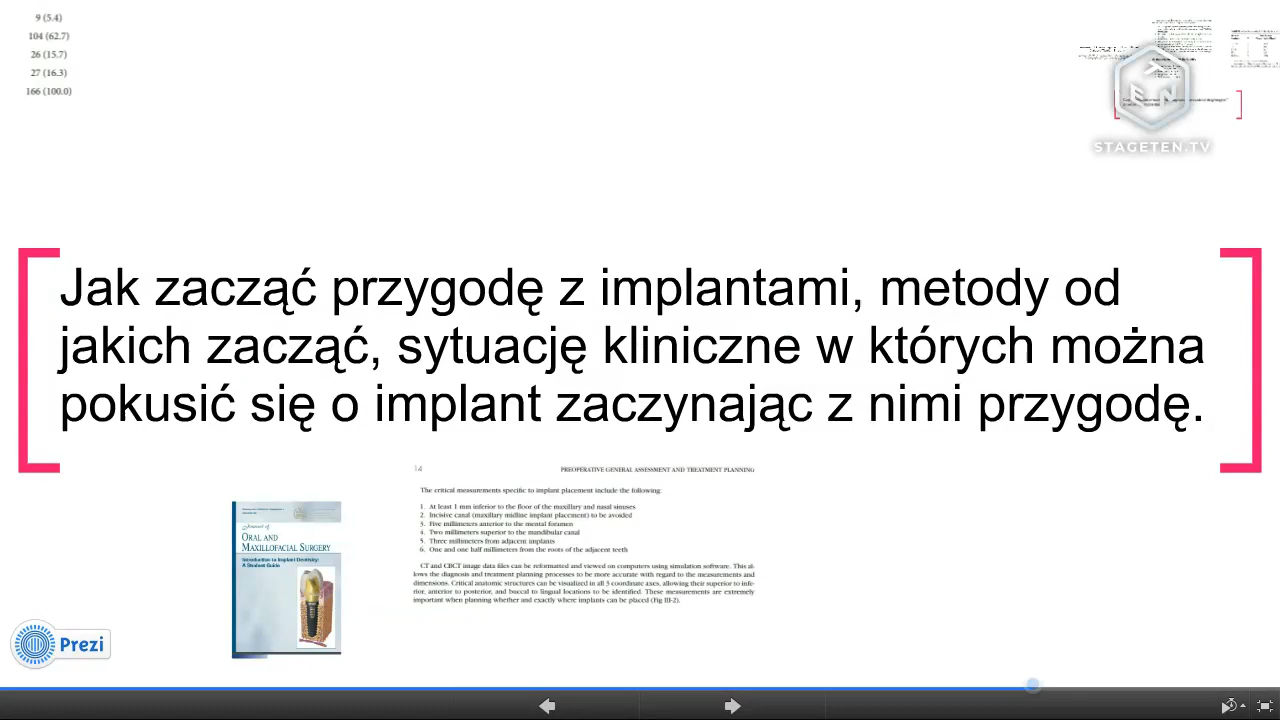 9 (5.4)
104 (62.7)
26 (15.7)
27 (16.3)
166 (100.0)
STAGETEN.TV
Jak zacząć przygodę z implantami, metody od
jakich zacząć, sytuację kliniczne w których można
pokusić się o implant zaczynając z nimi przygodę.
14 PREOPERATIVE GENERAL ASSESSMENT AND TREATMENT PLANNING
The critical measurements specific to implant placement include the following:
1. At least 1 mm inferior to the floor of the maxillary and nasal sinuses
2. Incisive canal (maxillary midline implant placement) to be avoided
3. Five millimeters anterior to the mental foramen
4. Two millimeters superior to the mandibular canal
5. Three millimeters from adjacent implants
6. One and one half millimeters from the roots of the adjacent teeth
CT and CBCT image data files can be reformatted and viewed on computers using simulation software. This al-
lows the diagnosis and treatment planning processes to be more accurate with regard to the measurements and
dimensions. Critical anatomic structures can be visualized in all 3 coordinate axes, allowing their superior to infe-
rior, anterior to posterior, and buccal to lingual locations to be identified. These measurements are extremely
important when planning whether and exactly where implants can be placed (Fig III-2).
Journal of
ORAL AND
MAXILLOFACIAL SURGERY
Introduction to Implant Dentistry:
A Student Guide
Prezi